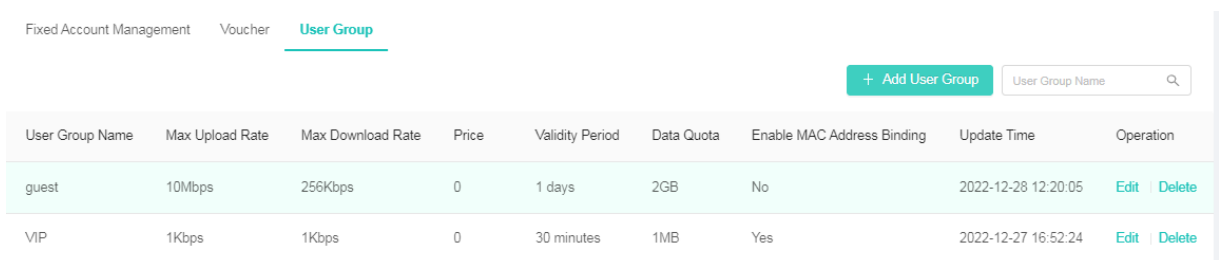 Fixed Account Management Voucher User Group
+ Add User Group User Group Name
User Group Name Max Upload Rate Max Download Rate Price Validity Period Data Quota Enable MAC Address Binding Update Time Operation
guest 10Mbps 256Kbps 0 1 days 2GB No 2022-12-28 12:20:05 Edit Delete
VIP 1Kbps 1Kbps 0 30 minutes 1MB Yes 2022-12-27 16:52:24 Edit Delete